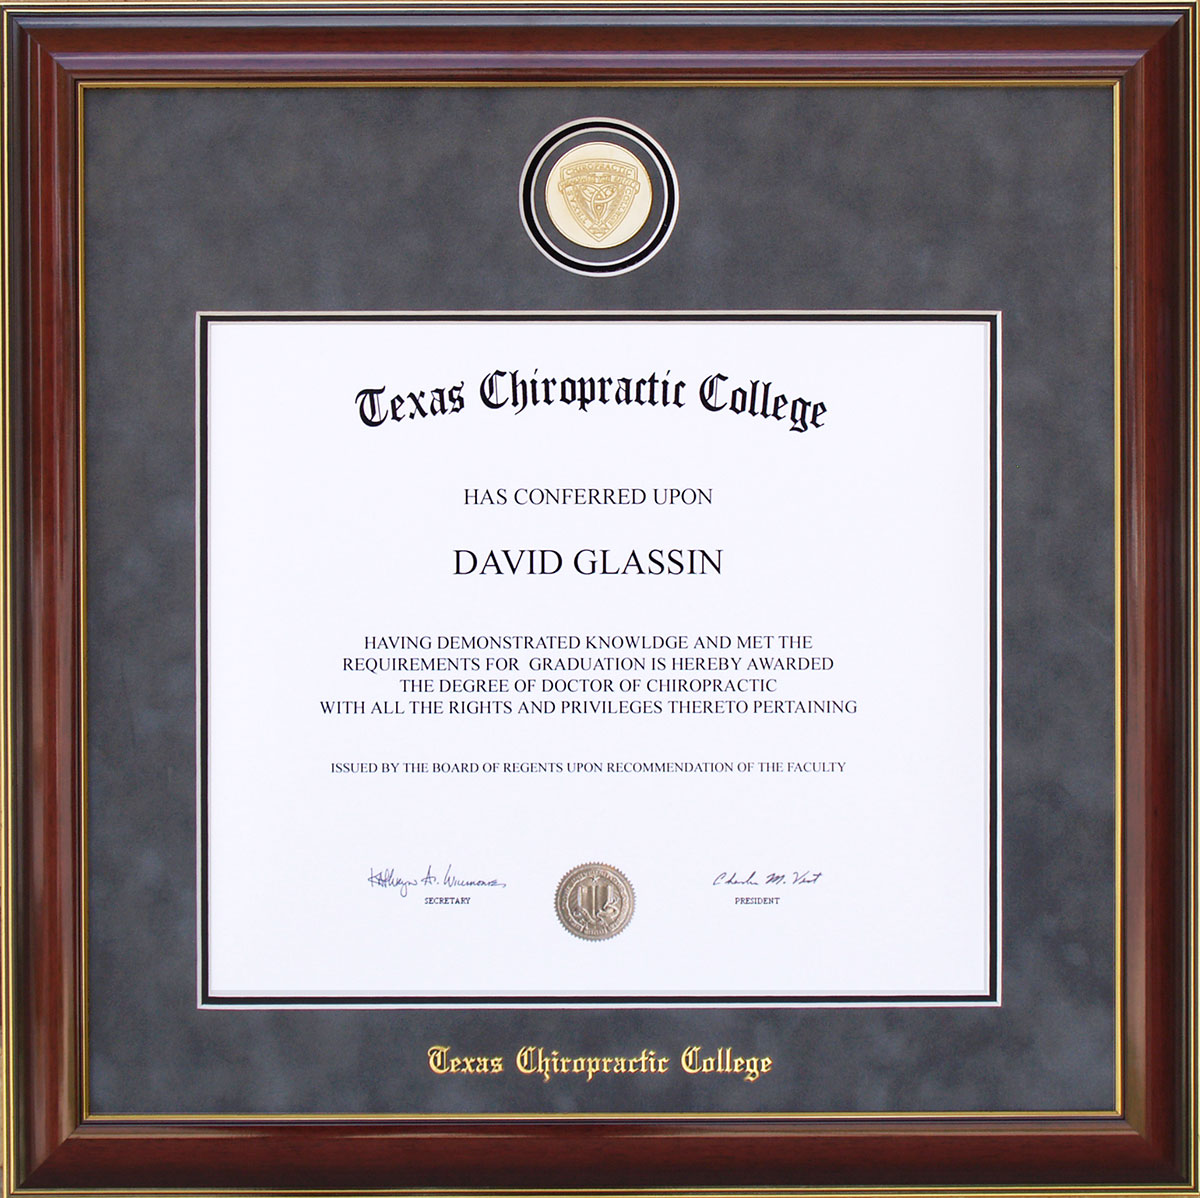 CHIROPRACTIC
Texas Chiropractic College
HAS CONFERRED UPON
DAVID GLASSIN
HAVING DEMONSTRATED KNOWLDGE AND MET THE
REQUIREMENTS FOR GRADUATION IS HEREBY AWARDED
THE DEGREE OF DOCTOR OF CHIROPRACTIC
WITH ALL THE RIGHTS AND PRIVILEGES THERETO PERTAINING
ISSUED BY THE BOARD OF REGENTS UPON RECOMMENDATION OF THE FACULTY
SECRETARY
PRESIDENT
Texas Chiropractic College